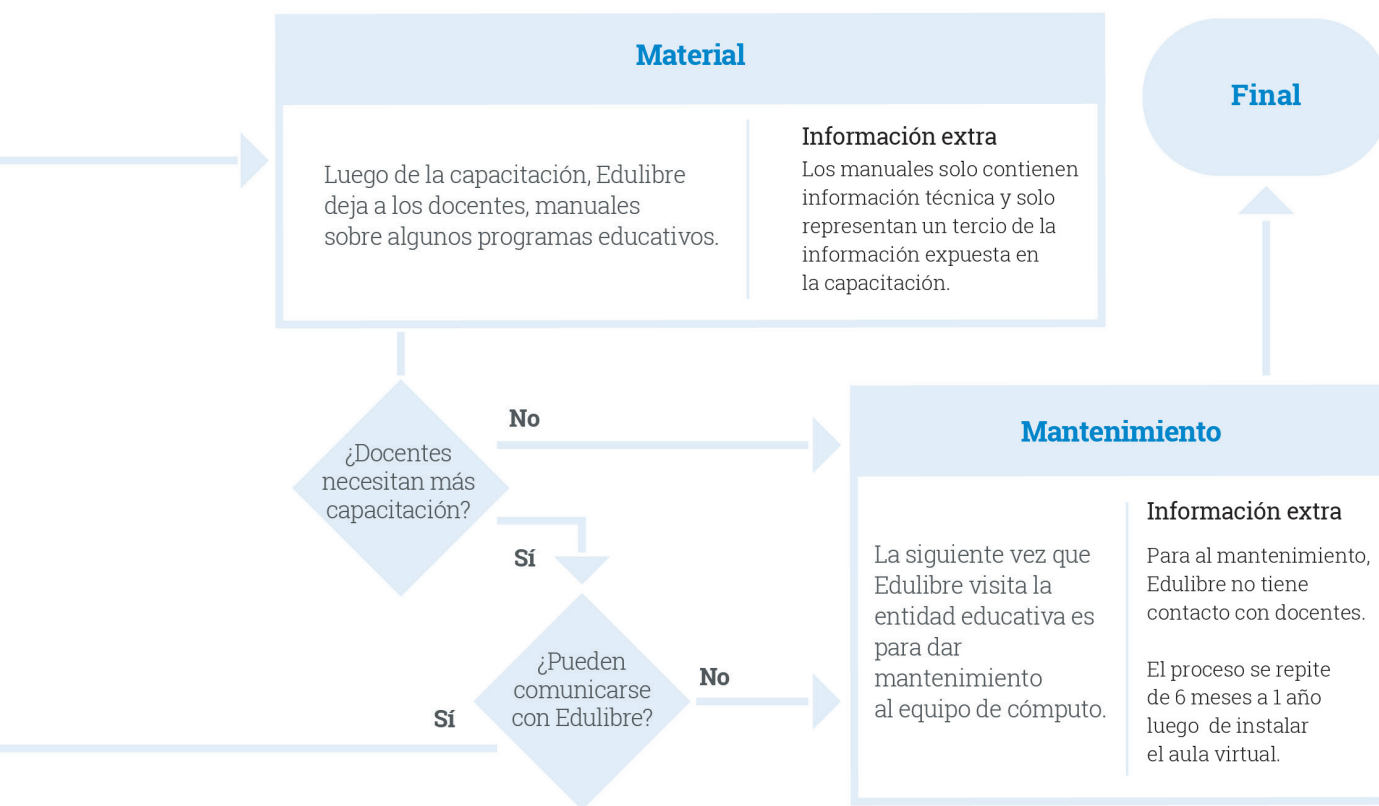 Material
Luego de la capacitación, Edulibre
deja a los docentes, manuales
sobre algunos programas educativos.
Información extra
Los manuales solo contienen
información técnica y solo
representan un tercio de la
información expuesta en
la capacitación.
Final
¿Docentes
necesitan más
capacitación?
No
Sí
¿Pueden
comunicarse
con Edulibre?
No
Sí
Mantenimiento
La siguiente vez que
Edulibre visita la
entidad educativa es
para dar
mantenimiento
al equipo de cómputo.
Información extra
Para al mantenimiento,
Edulibre no tiene
contacto con docentes.
El proceso se repite
de 6 meses a 1 año
luego de instalar
el aula virtual.